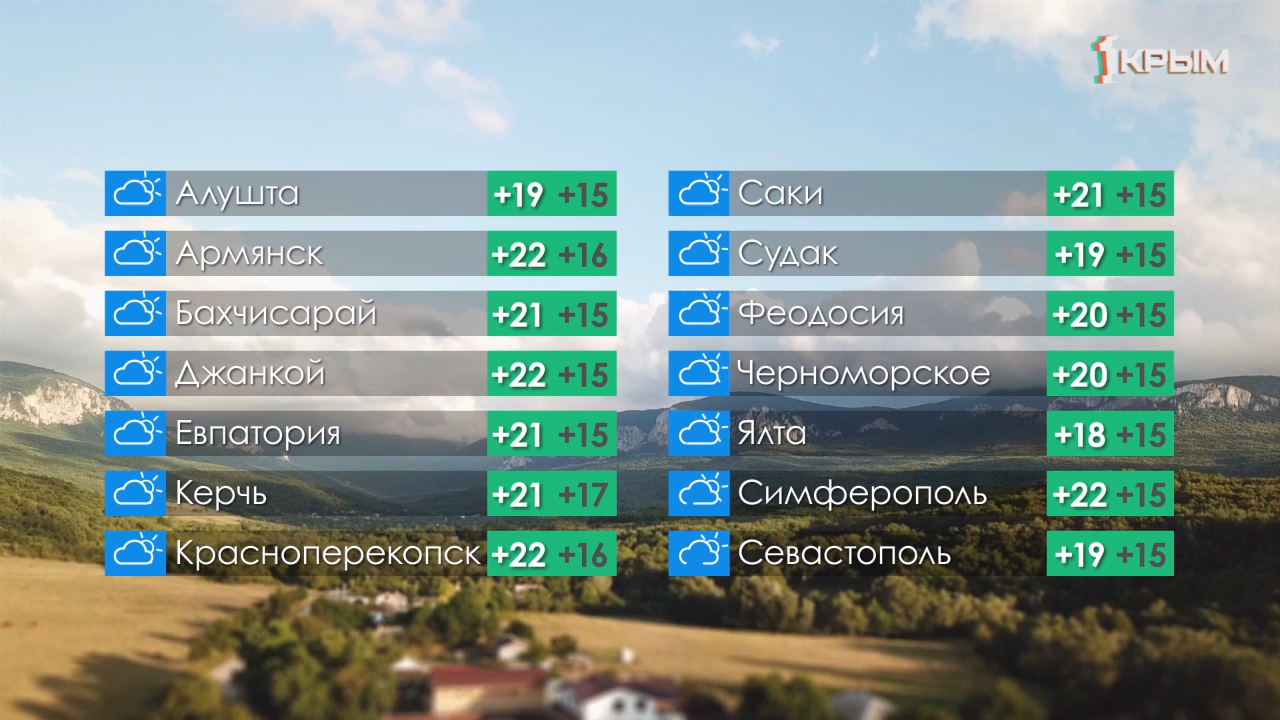 1КРЫМ
Алушта +19 +15
Армянск +22 +16
Бахчисарай +21 +15
Джанкой +22 +15
Евпатория +21 +15
Керчь +21 +17
Красноперекопск +22 +16
Саки +21 +15
Судак +19 +15
Феодосия +20 +15
Черноморское +20 +15
Ялта +18 +15
Симферополь +22 +15
Севастополь +19 +15